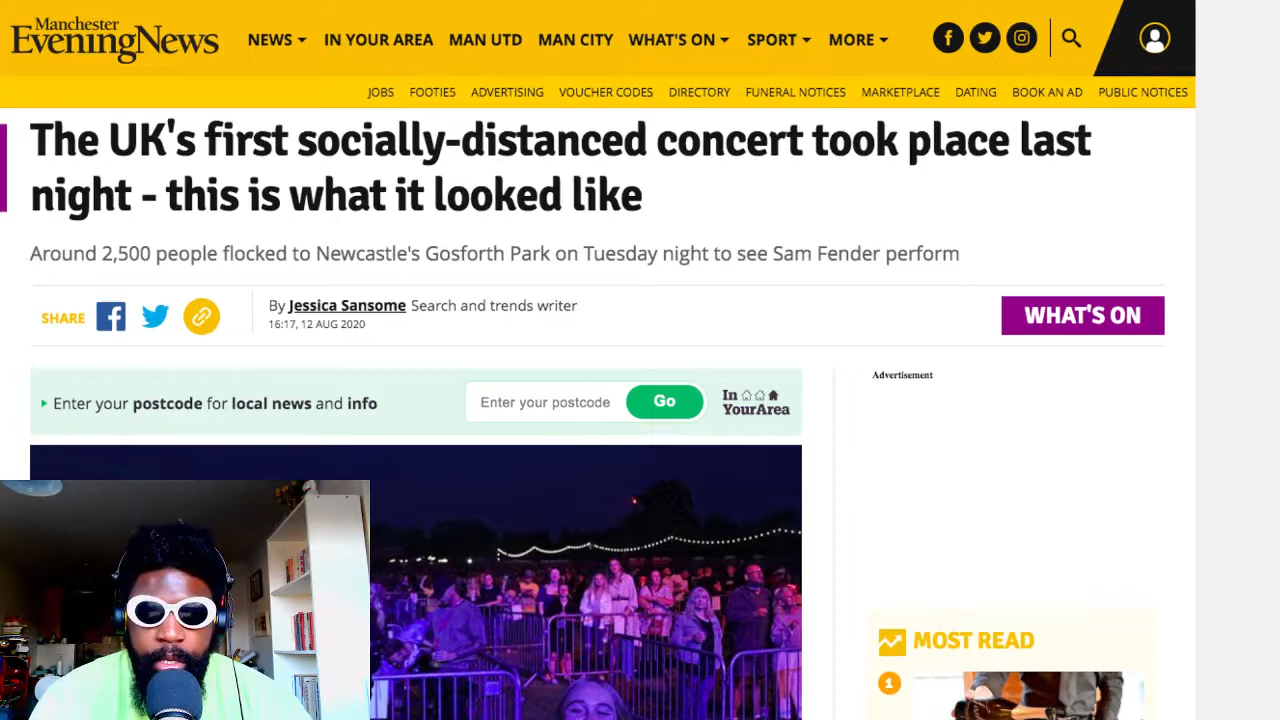 Manchester
Evening News
NEWS
IN YOUR AREA
MAN UTD
MAN CITY
WHAT'S ON
SPORT
MORE
JOBS
FOOTIES
ADVERTISING
VOUCHER CODES
DIRECTORY
FUNERAL NOTICES
MARKETPLACE
DATING
BOOK AN AD
PUBLIC NOTICES
The UK's first socially-distanced concert took place last
night - this is what it looked like
Around 2,500 people flocked to Newcastle's Gosforth Park on Tuesday night to see Sam Fender perform
SHARE
By Jessica Sansome Search and trends writer
16:17, 12 AUG 2020
WHAT'S ON
Enter your postcode for local news and info
Enter your postcode
Go
In
YourArea
Advertisement
MOST READ
1